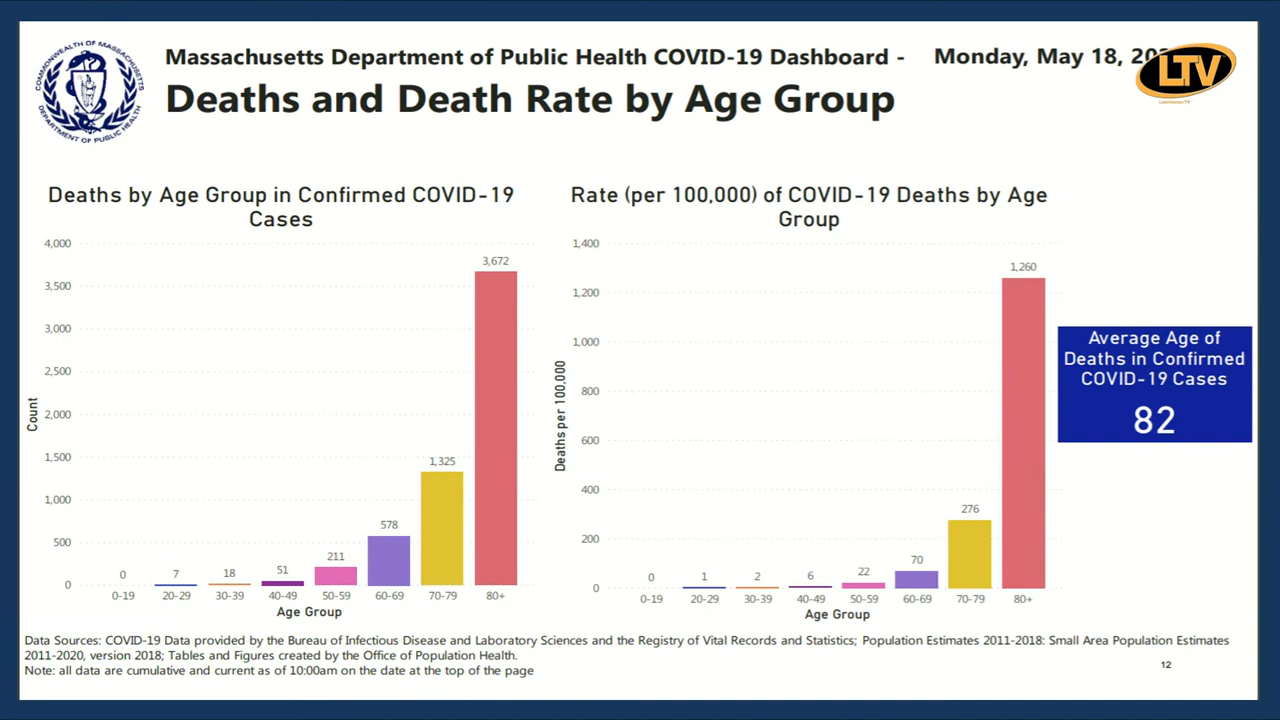 COMMONWEALTH OF MASSACHUSETTS
DEPARTMENT OF PUBLIC HEALTH
Massachusetts Department of Public Health COVID-19 Dashboard -
Monday, May 18,
LTV
Deaths and Death Rate by Age Group
Deaths by Age Group in Confirmed COVID-19
Cases
4,000
3,500
3,000
2,500
2,000
1,500
1,000
500
0
Count
0
7
18
51
211
578
1,325
3,672
0-19
20-29
30-39
40-49
50-59
60-69
70-79
80+
Age Group
Rate (per 100,000) of COVID-19 Deaths by Age
Group
1,400
1,200
1,000
800
600
400
200
0
Deaths per 100,000
0
1
2
6
22
70
276
1,260
0-19
20-29
30-39
40-49
50-59
60-69
70-79
80+
Age Group
Average Age of
Deaths in Confirmed
COVID-19 Cases
82
Data Sources: COVID-19 Data provided by the Bureau of Infectious Disease and Laboratory Sciences and the Registry of Vital Records and Statistics; Population Estimates 2011-2018: Small Area Population Estimates
2011-2020, version 2018; Tables and Figures created by the Office of Population Health.
Note: all data are cumulative and current as of 10:00am on the date at the top of the page
12